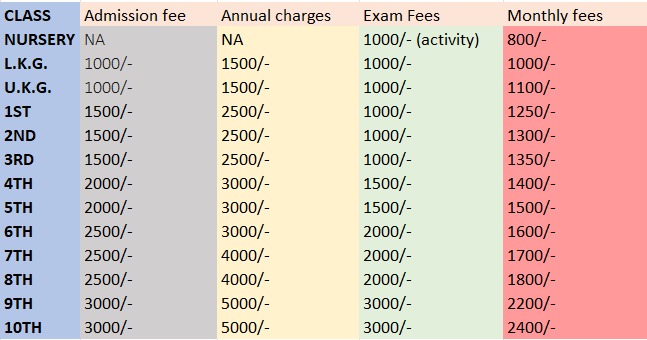 CLASS Admission fee Annual charges Exam Fees Monthly fees
NURSERY NA NA 1000/- (activity) 800/-
L.K.G. 1000/- 1500/- 1000/- 1000/-
U.K.G. 1000/- 1500/- 1000/- 1100/-
1ST 1500/- 2500/- 1000/- 1250/-
2ND 1500/- 2500/- 1000/- 1300/-
3RD 1500/- 2500/- 1000/- 1350/-
4TH 2000/- 3000/- 1500/- 1400/-
5TH 2000/- 3000/- 1500/- 1500/-
6TH 2500/- 3000/- 2000/- 1600/-
7TH 2500/- 4000/- 2000/- 1700/-
8TH 2500/- 4000/- 2000/- 1800/-
9TH 3000/- 5000/- 3000/- 2200/-
10TH 3000/- 5000/- 3000/- 2400/-